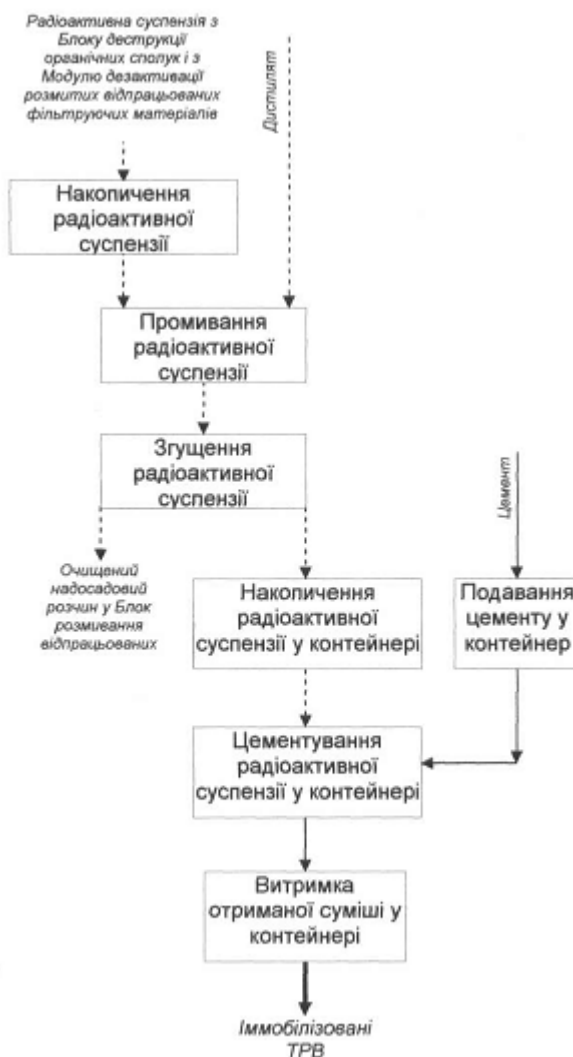 Радіоактивна суспензія з
Блоку деструкції
органічних сполук і з
Модулю дезактивації
розмитих відпрацьованих
фільтруючих матеріалів
Дистилят
Накопичення
радіоактивної
суспензії
Промивання
радіоактивної
суспензії
Згущення
радіоактивної
суспензії
Цемент
Очищений
надосадовий
розчин у Блок
розмивання
відпрацьованих
Накопичення
радіоактивної
суспензії у контейнері
Подавання
цементу у
контейнер
Цементування
радіоактивної
суспензії у контейнері
Витримка
отриманої суміші у
контейнері
Іммобілізовані
ТРВ